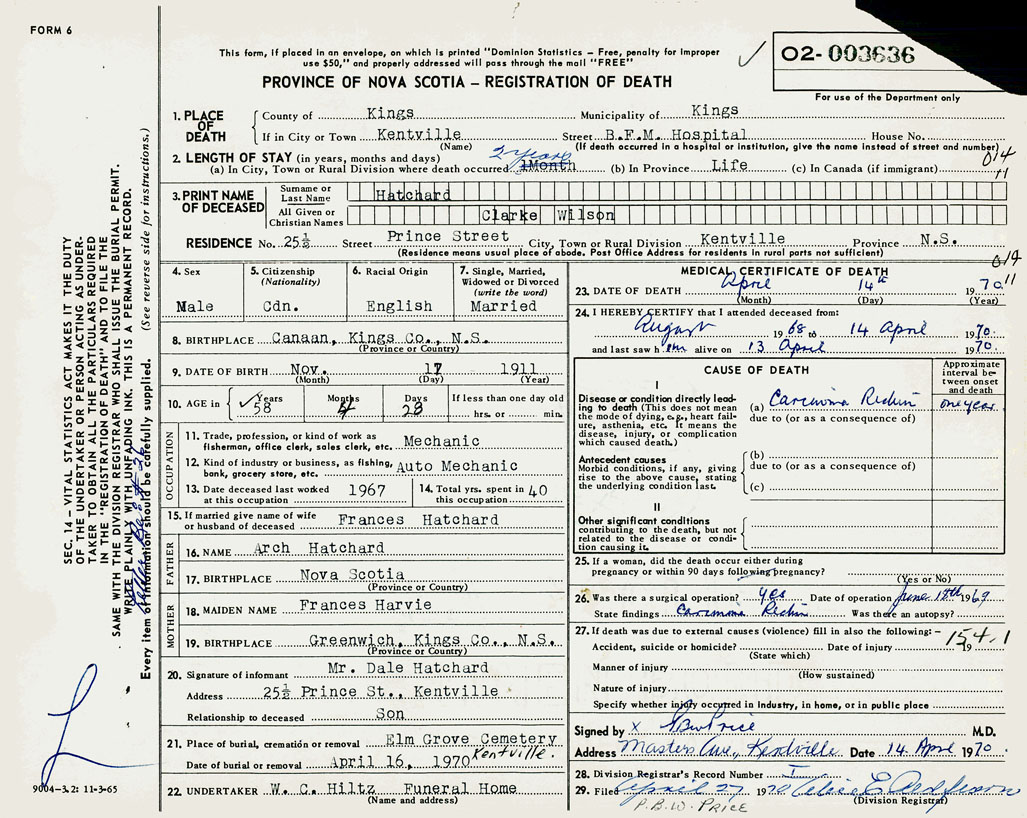 FORM 6
This form, if placed in an envelope, on which is printed "Dominion Statistics – Free, penalty for improper
use $50," and properly addressed will pass through the mail "FREE"
02- 003636
For use of the Department only
PROVINCE OF NOVA SCOTIA – REGISTRATION OF DEATH
1. PLACE OF DEATH
County of Kings Municipality of Kings
If in City or Town Kentville Street B.F.M. Hospital House No.
(Name) (If death occurred in a hospital or institution, give the name instead of street and number)
2. LENGTH OF STAY (in years, months and days) 2 years 014
(a) In City, Town or Rural Division where death occurred 1Month (b) In Province Life (c) In Canada (if immigrant) 11
3. PRINT NAME OF DECEASED
Surname or Last Name Hatchard
All Given or Christian Names Clarke Wilson
RESIDENCE No. 25½ Street Prince Street City, Town or Rural Division Kentville Province N.S.
(Residence means usual place of abode. Post Office Address for residents in rural parts not sufficient)
4. Sex
Male
5. Citizenship
(Nationality)
Cdn.
6. Racial Origin
English
7. Single, Married,
Widowed or Divorced
(write the word)
Married
8. BIRTHPLACE Canaan, Kings Co., N.S.
(Province or Country)
9. DATE OF BIRTH Nov. 17 1911
(Month) (Day) (Year)
10. AGE in Years Months Days If less than one day old
58 4 28 hrs. or min.
OCCUPATION
11. Trade, profession, or kind of work as
fisherman, office clerk, sales clerk, etc. Mechanic
12. Kind of industry or business, as fishing,
bank, grocery store, etc. Auto Mechanic
13. Date deceased last worked
at this occupation 1967
14. Total yrs. spent in
this occupation 40
15. If married give name of wife
or husband of deceased Frances Hatchard
FATHER
16. NAME Arch Hatchard
17. BIRTHPLACE Nova Scotia
(Province or Country)
MOTHER
18. MAIDEN NAME Frances Harvie
19. BIRTHPLACE Greenwich, Kings Co., N.S.
(Province or Country)
20. Signature of informant Mr. Dale Hatchard
Address 25½ Prince St., Kentville
Relationship to deceased Son
21. Place of burial, cremation or removal Elm Grove Cemetery
Kentville.
Date of burial or removal April 16, 1970
22. UNDERTAKER W. C. Hiltz Funeral Home
(Name and address)
MEDICAL CERTIFICATE OF DEATH
23. DATE OF DEATH April 14th 1970
(Month) (Day) (Year)
24. I HEREBY CERTIFY that I attended deceased from:
August 1968 to 14 April 1970.
and last saw h im alive on 13 April 1970.
CAUSE OF DEATH
Approximate
interval be-
tween onset
and death
I
Disease or condition directly lead-
ing to death (This does not mean
the mode of dying, e.g., heart fail-
ure, asthenia, etc. It means the
disease, injury, or complication
which caused death.)
(a) Carcinoma Rectum one year
due to (or as a consequence of)
Antecedent causes
Morbid conditions, if any, giving
rise to the above cause, stating
the underlying condition last.
(b)
due to (or as a consequence of)
(c)
II
Other significant conditions
contributing to the death, but not
related to the disease or condi-
tion causing it.
25. If a woman, did the death occur either during
pregnancy or within 90 days following pregnancy?
(Yes or No)
26. Was there a surgical operation? yes Date of operation June 18th 1969
State findings Carcinoma Rectum Was there an autopsy?
27. If death was due to external causes (violence) fill in also the following: – 154.1
Accident, suicide or homicide? Date of injury 19
(State which)
Manner of injury
(How sustained)
Nature of injury
Specify whether injury occurred in industry, in home, or in public place
Signed by x P.B.W. Price M.D.
Address Masters Ave, Kentville Date 14 April 1970
28. Division Registrar's Record Number
29. Filed April 27 1970
(Division Registrar)
P.B.W. PRICE
SEC. 14 – VITAL STATISTICS ACT MAKES IT THE DUTY
OF THE UNDERTAKER OR PERSON ACTING AS UNDER-
TAKER TO OBTAIN ALL THE PARTICULARS REQUIRED
IN THE "REGISTRATION OF DEATH" AND TO FILE THE
SAME WITH THE DIVISION REGISTRAR WHO SHALL ISSUE THE BURIAL PERMIT.
WRITE PLAINLY WITH UNFADING INK. THIS IS A PERMANENT RECORD.
Every item of information should be carefully supplied. (See reverse side for instructions.)
9004-3.2: 11-3-65